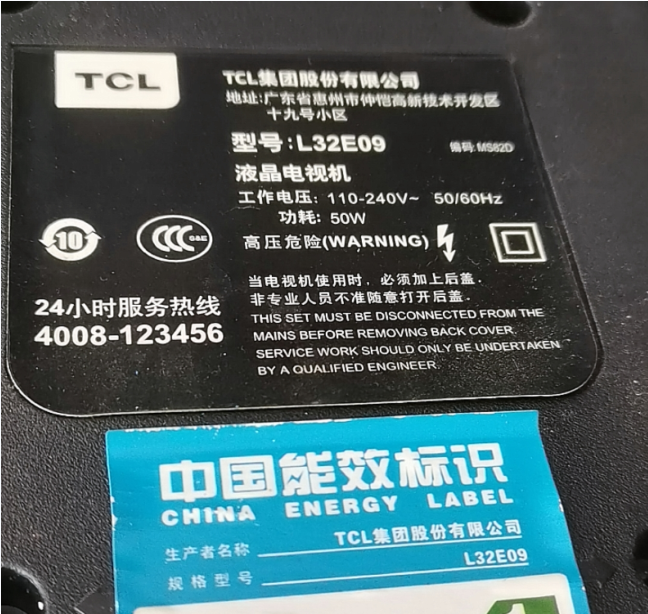 TCL
TCL集团股份有限公司
地址:广东省惠州市仲恺高新技术开发区
十九号小区
型号:L32E09
编码:MS82D
液晶电视机
工作电压: 110-240V~ 50/60Hz
功耗: 50W
10
CCC
高压危险(WARNING)
24小时服务热线
4008-123456
当电视机使用时,必须加上后盖.
非专业人员不准随意打开后盖.
THIS SET MUST BE DISCONNECTED FROM THE
MAINS BEFORE REMOVING BACK COVER.
SERVICE WORK SHOULD ONLY BE UNDERTAKEN
BY A QUALIFIED ENGINEER.
中国能效标识
CHINA ENERGY LABEL
生产者名称 TCL集团股份有限公司
规格型号 L32E09